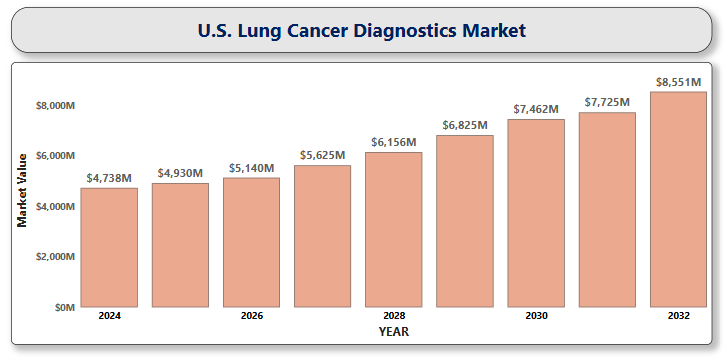 U.S. Lung Cancer Diagnostics Market
$8,551M
$8,000M
$7,725M
$7,462M
$6,825M
$6,156M
$6,000M
$5,625M
$5,140M
$4,930M
$4,738M
$4,000M
$2,000M
$0M
Market Value
2024 2026 2028 2030 2032
YEAR